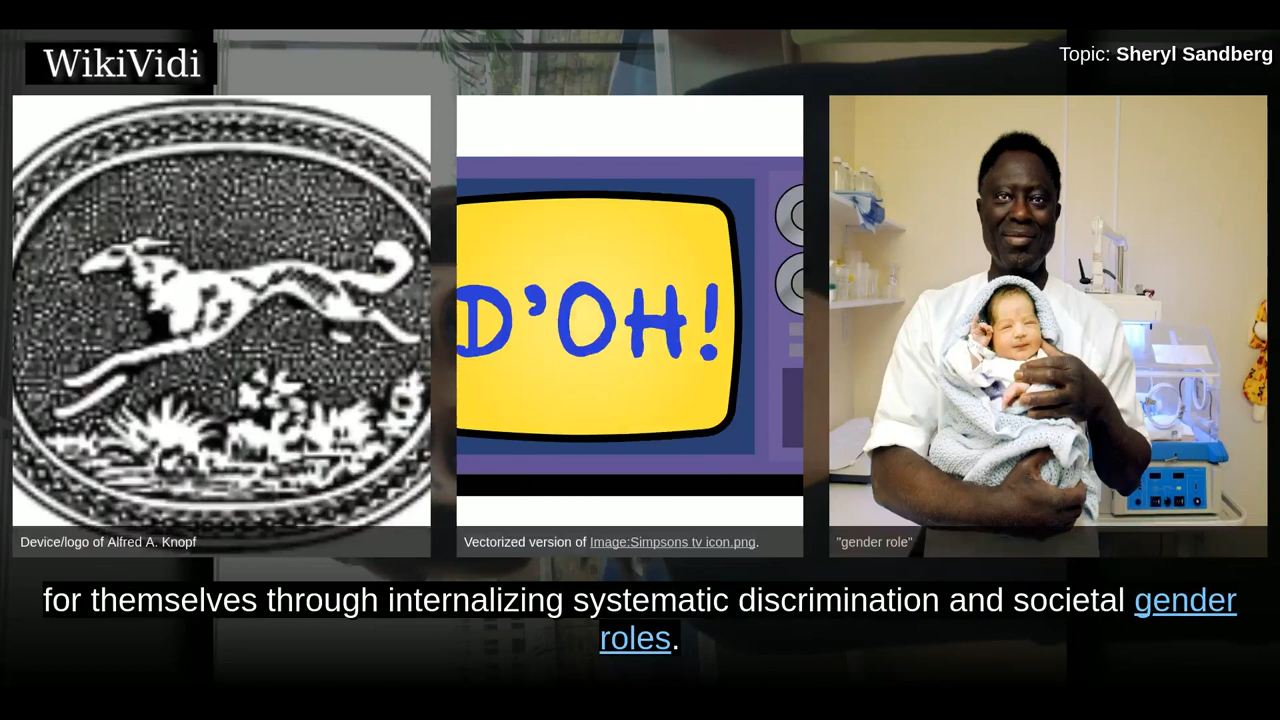 WikiVidi
Topic: Sheryl Sandberg
D'OH!
Device/logo of Alfred A. Knopf
Vectorized version of Image:Simpsons tv icon.png.
"gender role"
for themselves through internalizing systematic discrimination and societal gender
roles.